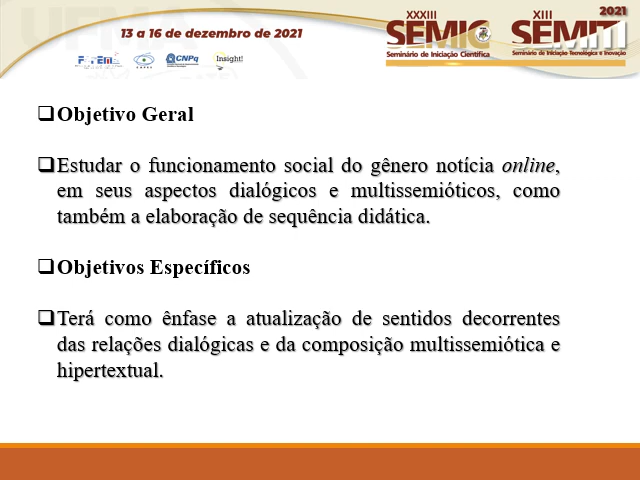 13 a 16 de dezembro de 2021
CNPq
Insight!
XXXIII
SEMIC
Seminário de Iniciação Científica
XIII
2021
SEMITI
Seminário de Iniciação Tecnológica e Inovação
Objetivo Geral
Estudar o funcionamento social do gênero notícia online,
em seus aspectos dialógicos e multissemióticos, como
também a elaboração de sequência didática.
Objetivos Específicos
Terá como ênfase a atualização de sentidos decorrentes
das relações dialógicas e da composição multissemiótica e
hipertextual.